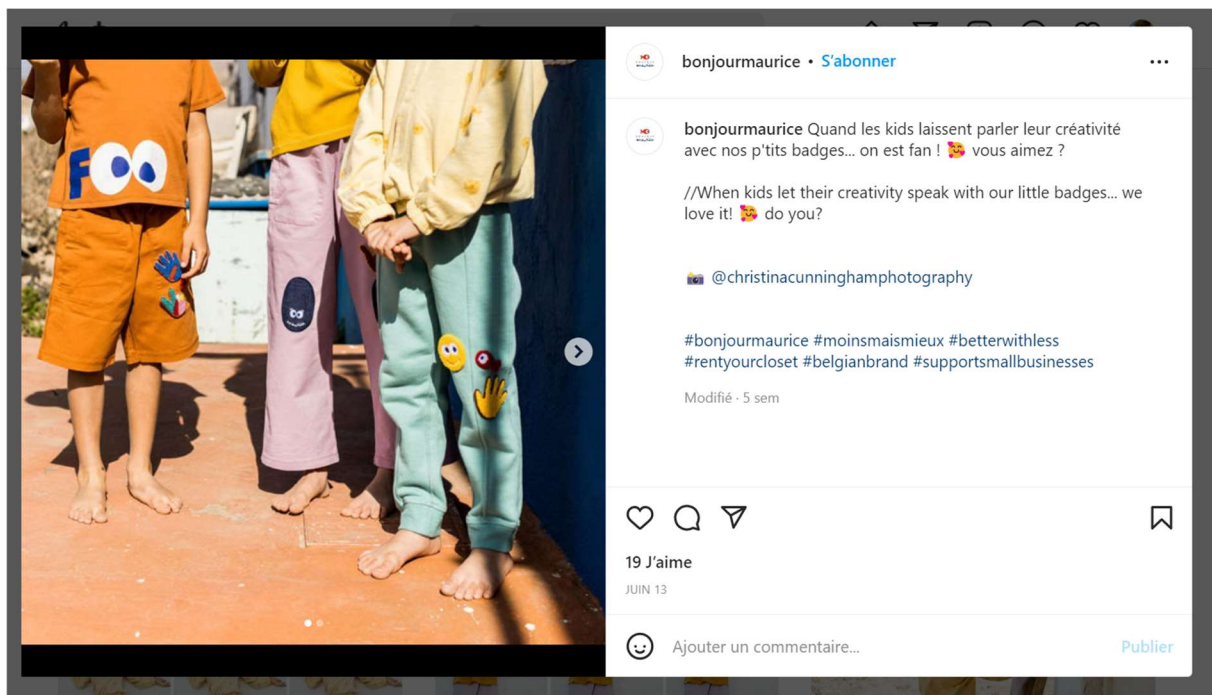 FOO
bonjourmaurice • S'abonner
bonjourmaurice Quand les kids laissent parler leur créativité
avec nos p'tits badges... on est fan ! 🥰 vous aimez ?
//When kids let their creativity speak with our little badges... we
love it! 🥰 do you?
📸 @christinacunninghamphotography
#bonjourmaurice #moinsmaismieux #betterwithless
#rentyourcloset #belgianbrand #supportsmallbusinesses
Modifié · 5 sem
19 J'aime
JUIN 13
Ajouter un commentaire...
Publier